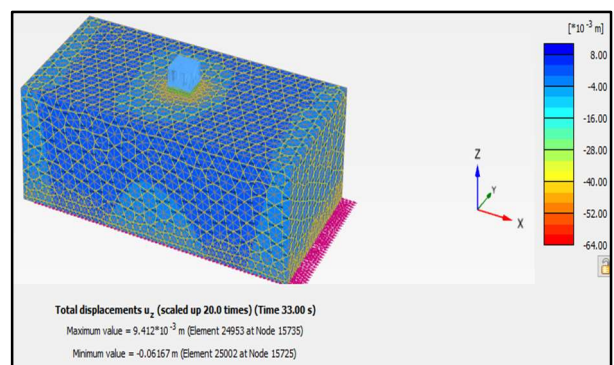 [*10⁻³ m]
8.00
-4.00
-16.00
-28.00
-40.00
-52.00
-64.00
Z
Y
X
Total displacements u_z (scaled up 20.0 times) (Time 33.00 s)
Maximum value = 9.412*10⁻³ m (Element 24953 at Node 15735)
Minimum value = -0.06167 m (Element 25002 at Node 15725)